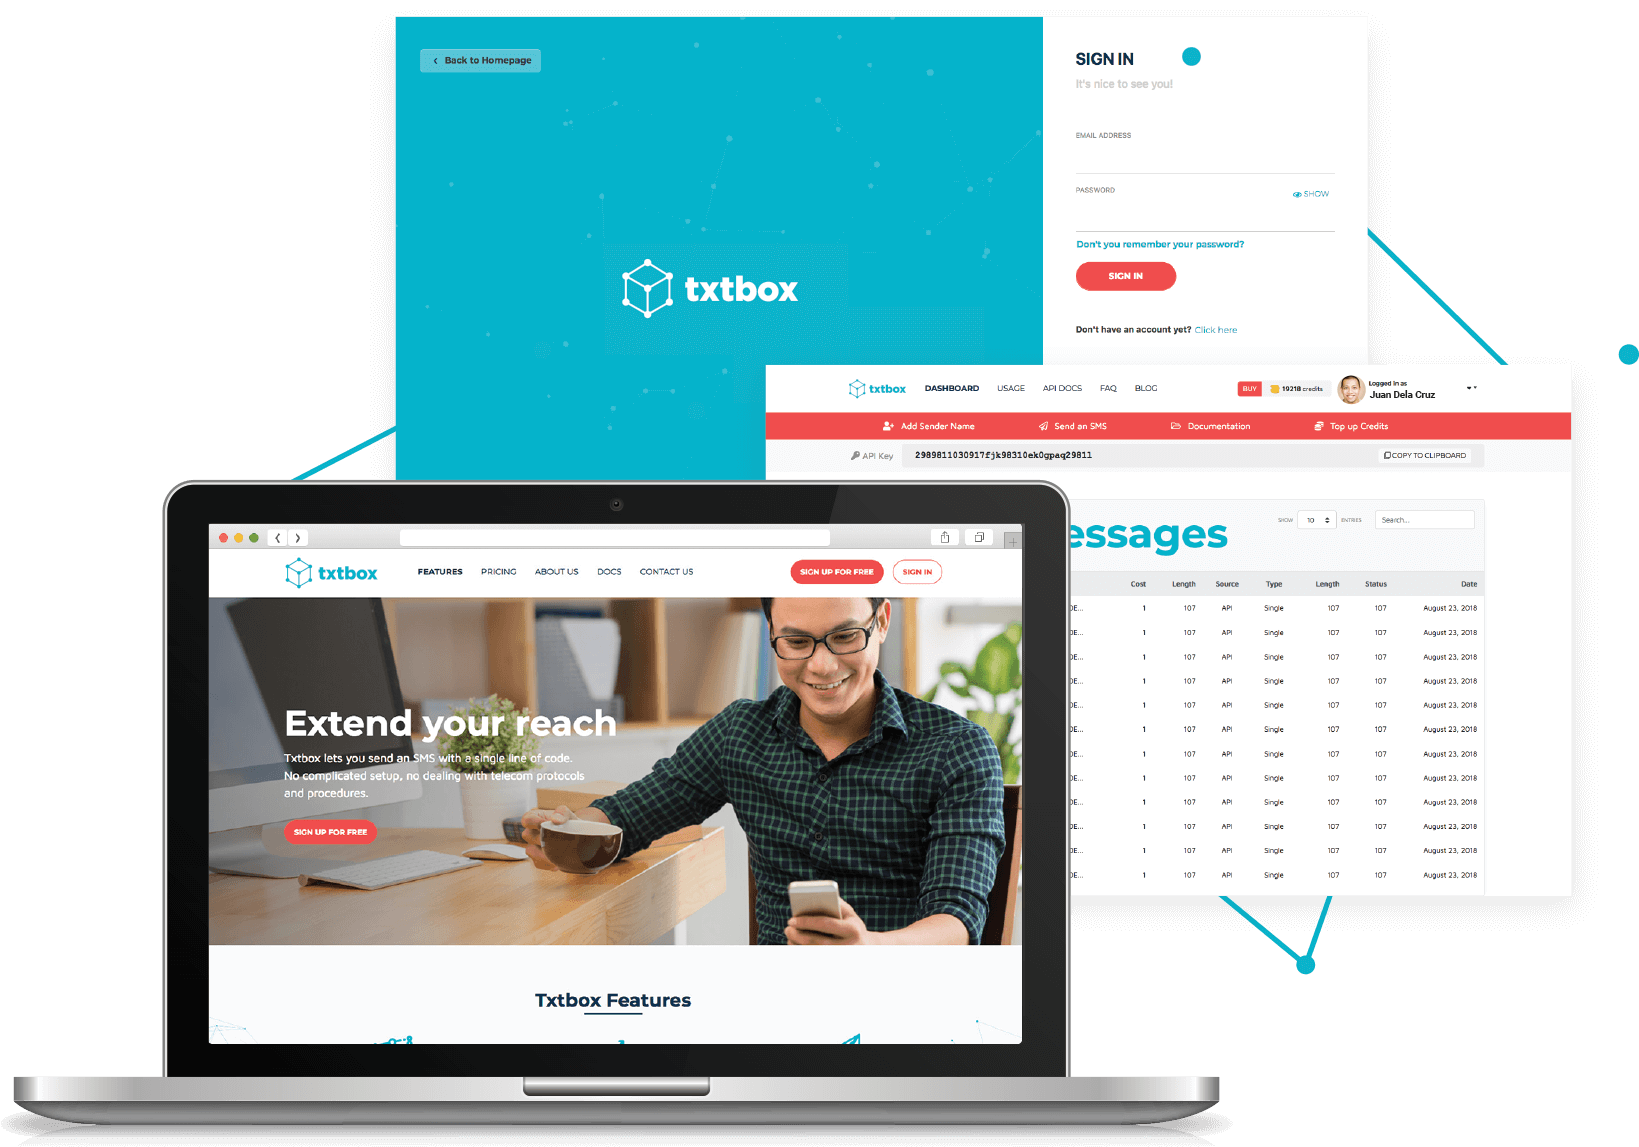 Back to Homepage
txtbox
SIGN IN
It's nice to see you!
EMAIL ADDRESS
PASSWORD
SHOW
Don't you remember your password?
SIGN IN
Don't have an account yet? Click here
txtbox DASHBOARD USAGE API DOCS FAQ BLOG BUY 19218 credits Logged In as
Juan Dela Cruz
Add Sender Name Send an SMS Documentation Top up Credits
API Key 2989811030917fjk98310ek0gpaq29811 COPY TO CLIPBOARD
essages SHOW 10 ENTRIES Search...
Cost Length Source Type Length Status Date
DE... 1 107 API Single 107 107 August 23, 2018
DE... 1 107 API Single 107 107 August 23, 2018
DE... 1 107 API Single 107 107 August 23, 2018
DE... 1 107 API Single 107 107 August 23, 2018
DE... 1 107 API Single 107 107 August 23, 2018
DE... 1 107 API Single 107 107 August 23, 2018
DE... 1 107 API Single 107 107 August 23, 2018
DE... 1 107 API Single 107 107 August 23, 2018
DE... 1 107 API Single 107 107 August 23, 2018
DE... 1 107 API Single 107 107 August 23, 2018
DE... 1 107 API Single 107 107 August 23, 2018
DE... 1 107 API Single 107 107 August 23, 2018
txtbox FEATURES PRICING ABOUT US DOCS CONTACT US SIGN UP FOR FREE SIGN IN
Extend your reach
Txtbox lets you send an SMS with a single line of code.
No complicated setup, no dealing with telecom protocols
and procedures.
SIGN UP FOR FREE
Txtbox Features